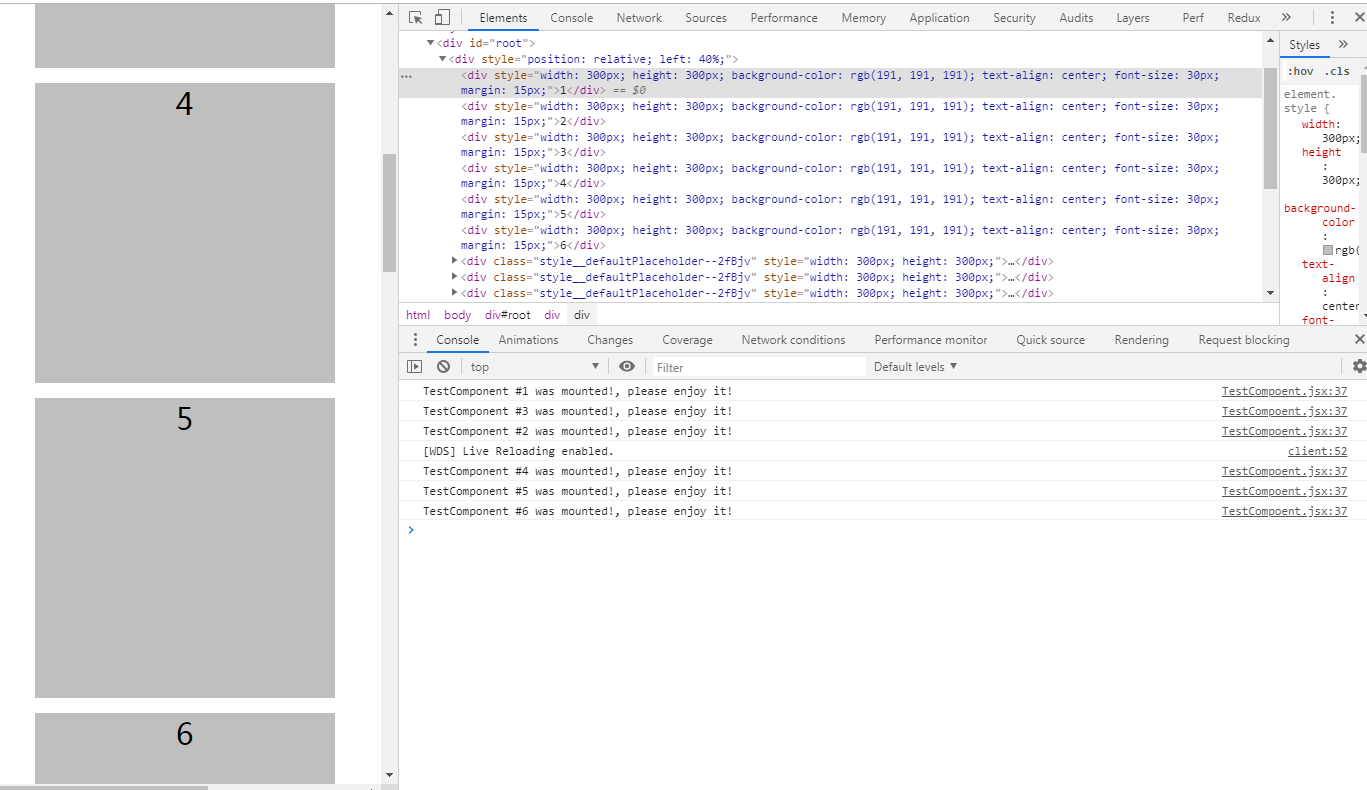 4
5
6
Elements Console Network Sources Performance Memory Application Security Audits Layers Perf Redux »
<div id="root">
<div style="position: relative; left: 40%;">
<div style="width: 300px; height: 300px; background-color: rgb(191, 191, 191); text-align: center; font-size: 30px;
margin: 15px;">1</div> == $0
<div style="width: 300px; height: 300px; background-color: rgb(191, 191, 191); text-align: center; font-size: 30px;
margin: 15px;">2</div>
<div style="width: 300px; height: 300px; background-color: rgb(191, 191, 191); text-align: center; font-size: 30px;
margin: 15px;">3</div>
<div style="width: 300px; height: 300px; background-color: rgb(191, 191, 191); text-align: center; font-size: 30px;
margin: 15px;">4</div>
<div style="width: 300px; height: 300px; background-color: rgb(191, 191, 191); text-align: center; font-size: 30px;
margin: 15px;">5</div>
<div style="width: 300px; height: 300px; background-color: rgb(191, 191, 191); text-align: center; font-size: 30px;
margin: 15px;">6</div>
<div class="style__defaultPlaceholder--2fBjv" style="width: 300px; height: 300px;">…</div>
<div class="style__defaultPlaceholder--2fBjv" style="width: 300px; height: 300px;">…</div>
<div class="style__defaultPlaceholder--2fBjv" style="width: 300px; height: 300px;">…</div>
html body div#root div div
Styles »
:hov .cls
element.
style {
width:
300px;
height
:
300px;
background-
color
:
rgb(
text-
align
:
center
font-
Console Animations Changes Coverage Network conditions Performance monitor Quick source Rendering Request blocking
top Filter Default levels
TestComponent #1 was mounted!, please enjoy it! TestCompoent.jsx:37
TestComponent #3 was mounted!, please enjoy it! TestCompoent.jsx:37
TestComponent #2 was mounted!, please enjoy it! TestCompoent.jsx:37
[WDS] Live Reloading enabled. client:52
TestComponent #4 was mounted!, please enjoy it! TestCompoent.jsx:37
TestComponent #5 was mounted!, please enjoy it! TestCompoent.jsx:37
TestComponent #6 was mounted!, please enjoy it! TestCompoent.jsx:37